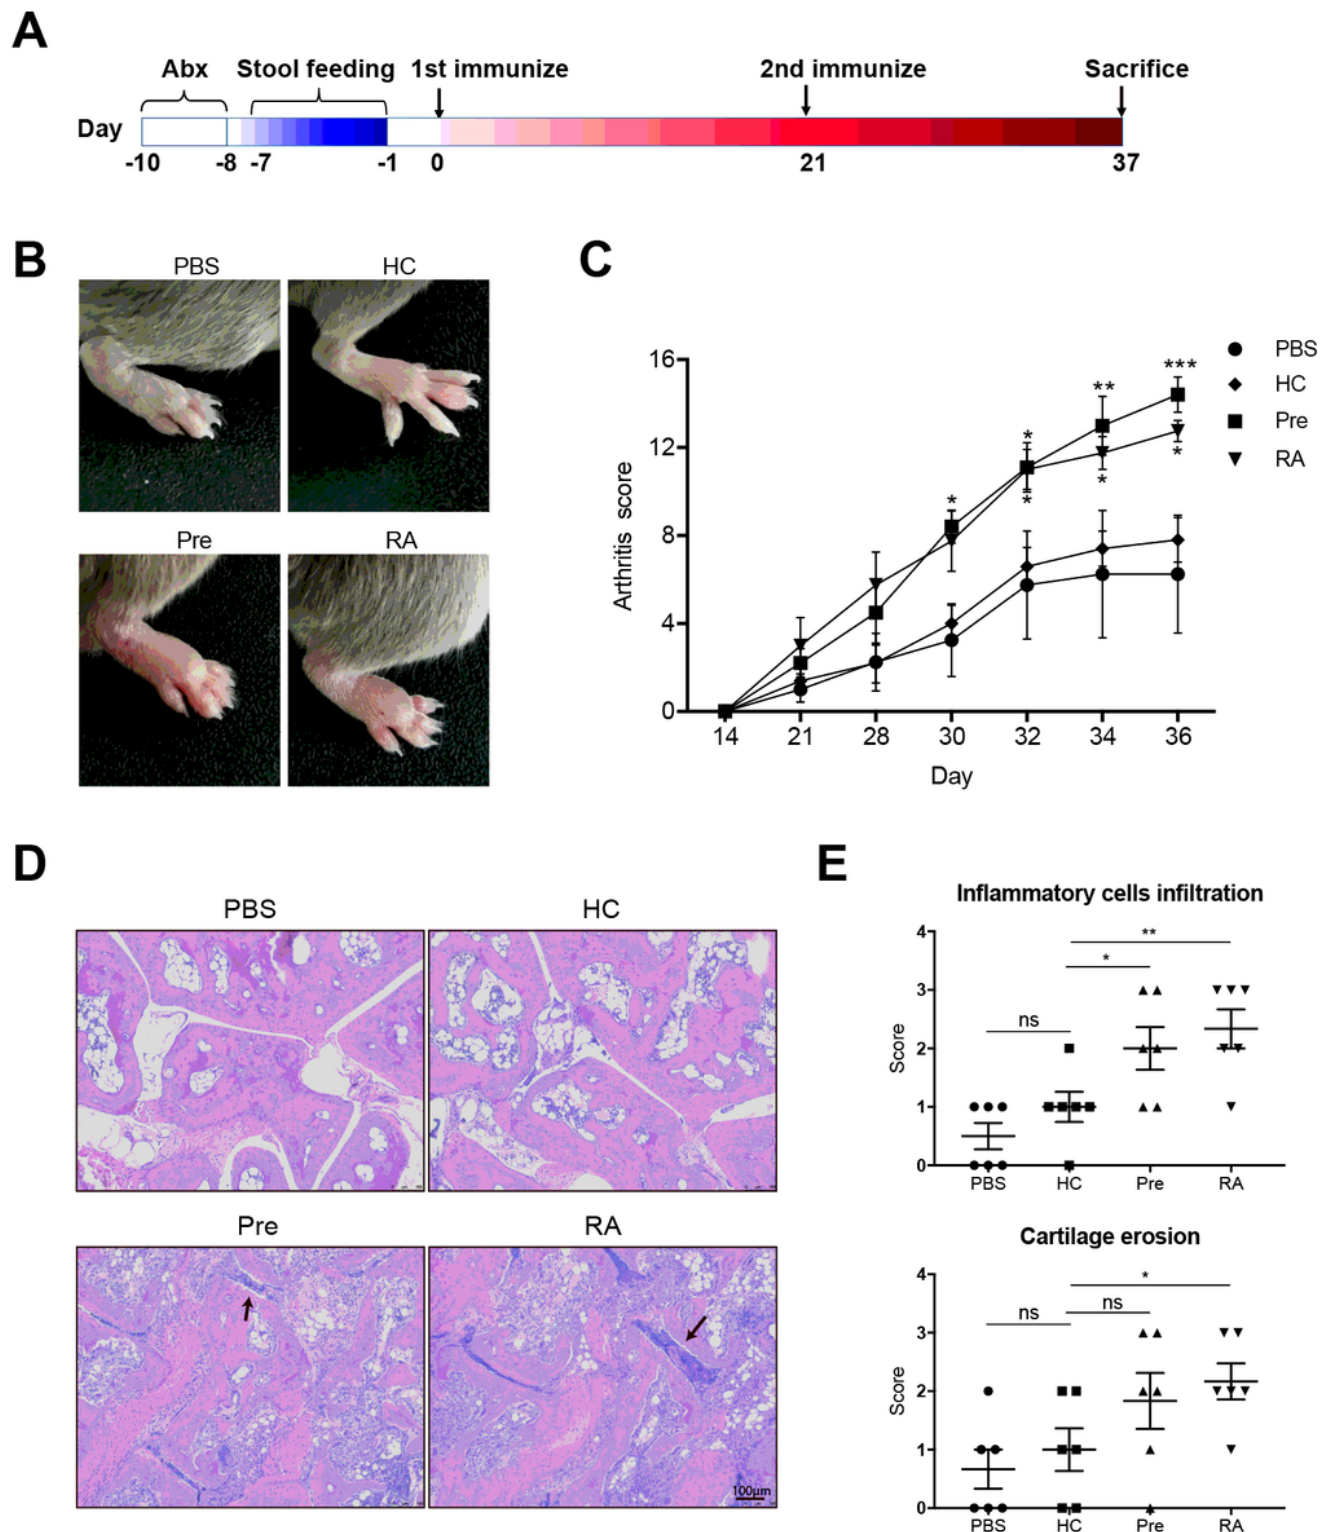 A
Abx Stool feeding 1st immunize 2nd immunize Sacrifice
Day
-10 -8 -7 -1 0 21 37
B
PBS HC
Pre RA
C
16
12
8
4
0
Arthritis score
14 21 28 30 32 34 36
Day
* * * ** * *** *
PBS
HC
Pre
RA
D
PBS HC
Pre RA
100μm
E
Inflammatory cells infiltration
4
3
2
1
0
Score
**
*
ns
PBS HC Pre RA
Cartilage erosion
4
3
2
1
0
Score
*
ns
ns
PBS HC Pre RA